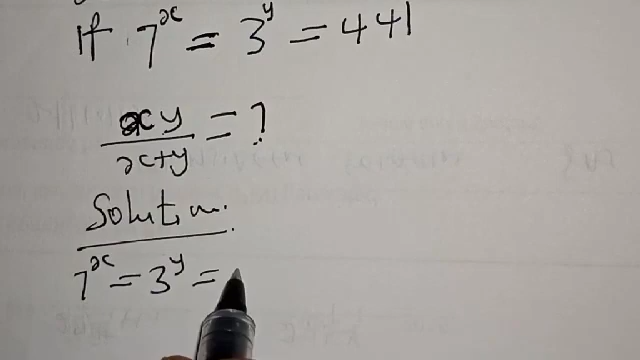 If 7^x = 3^y = 441
xy/x+y = ?
Solution:
7^x = 3^y =